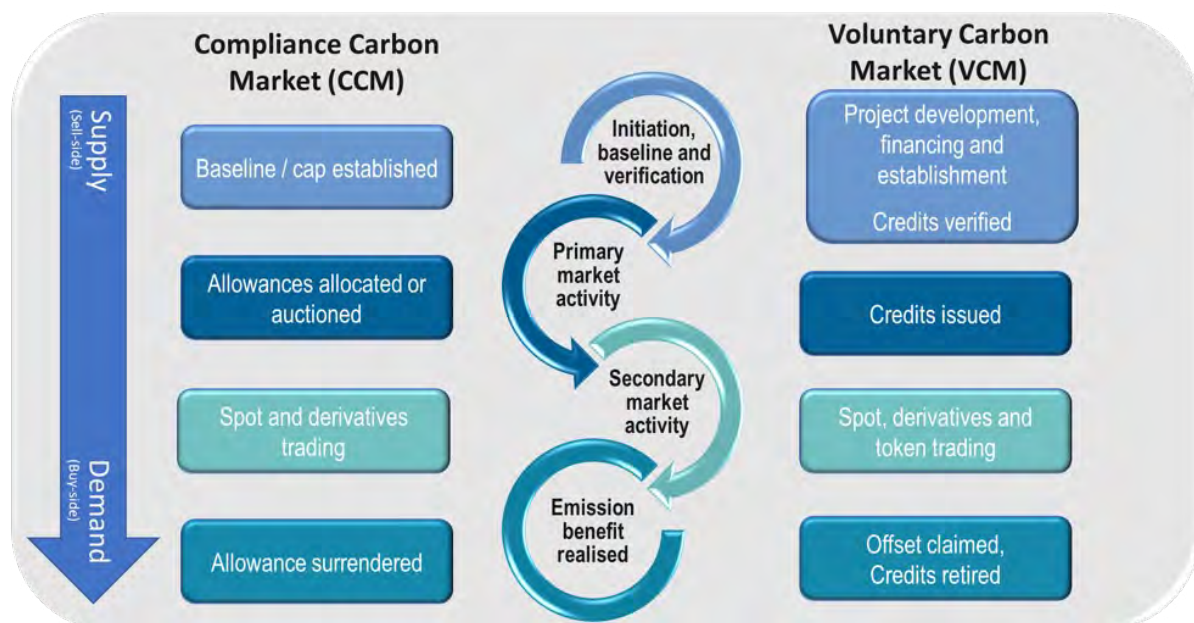 Compliance Carbon
Market (CCM)
Voluntary Carbon
Market (VCM)
Supply
(Sell-side)
Demand
(Buy-side)
Baseline / cap established
Initiation,
baseline and
verification
Project development,
financing and
establishment
Credits verified
Allowances allocated or
auctioned
Primary
market
activity
Credits issued
Spot and derivatives
trading
Secondary
market
activity
Spot, derivatives and
token trading
Allowance surrendered
Emission
benefit
realised
Offset claimed,
Credits retired